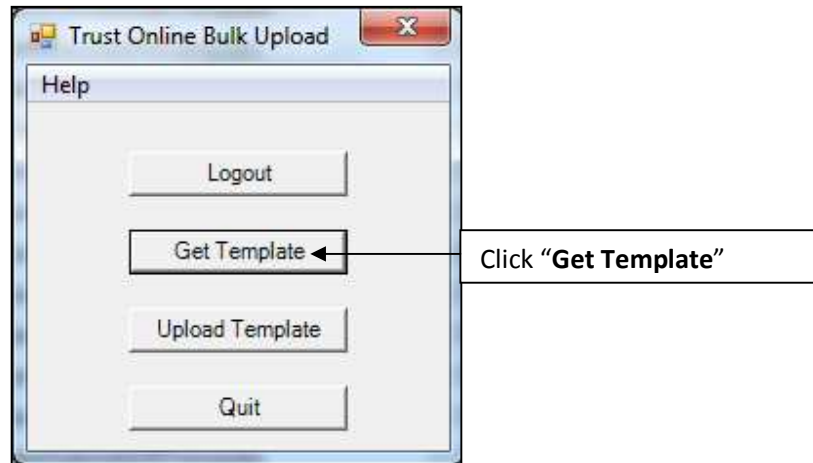 Trust Online Bulk Upload
Help
Logout
Get Template
Click “Get Template”
Upload Template
Quit